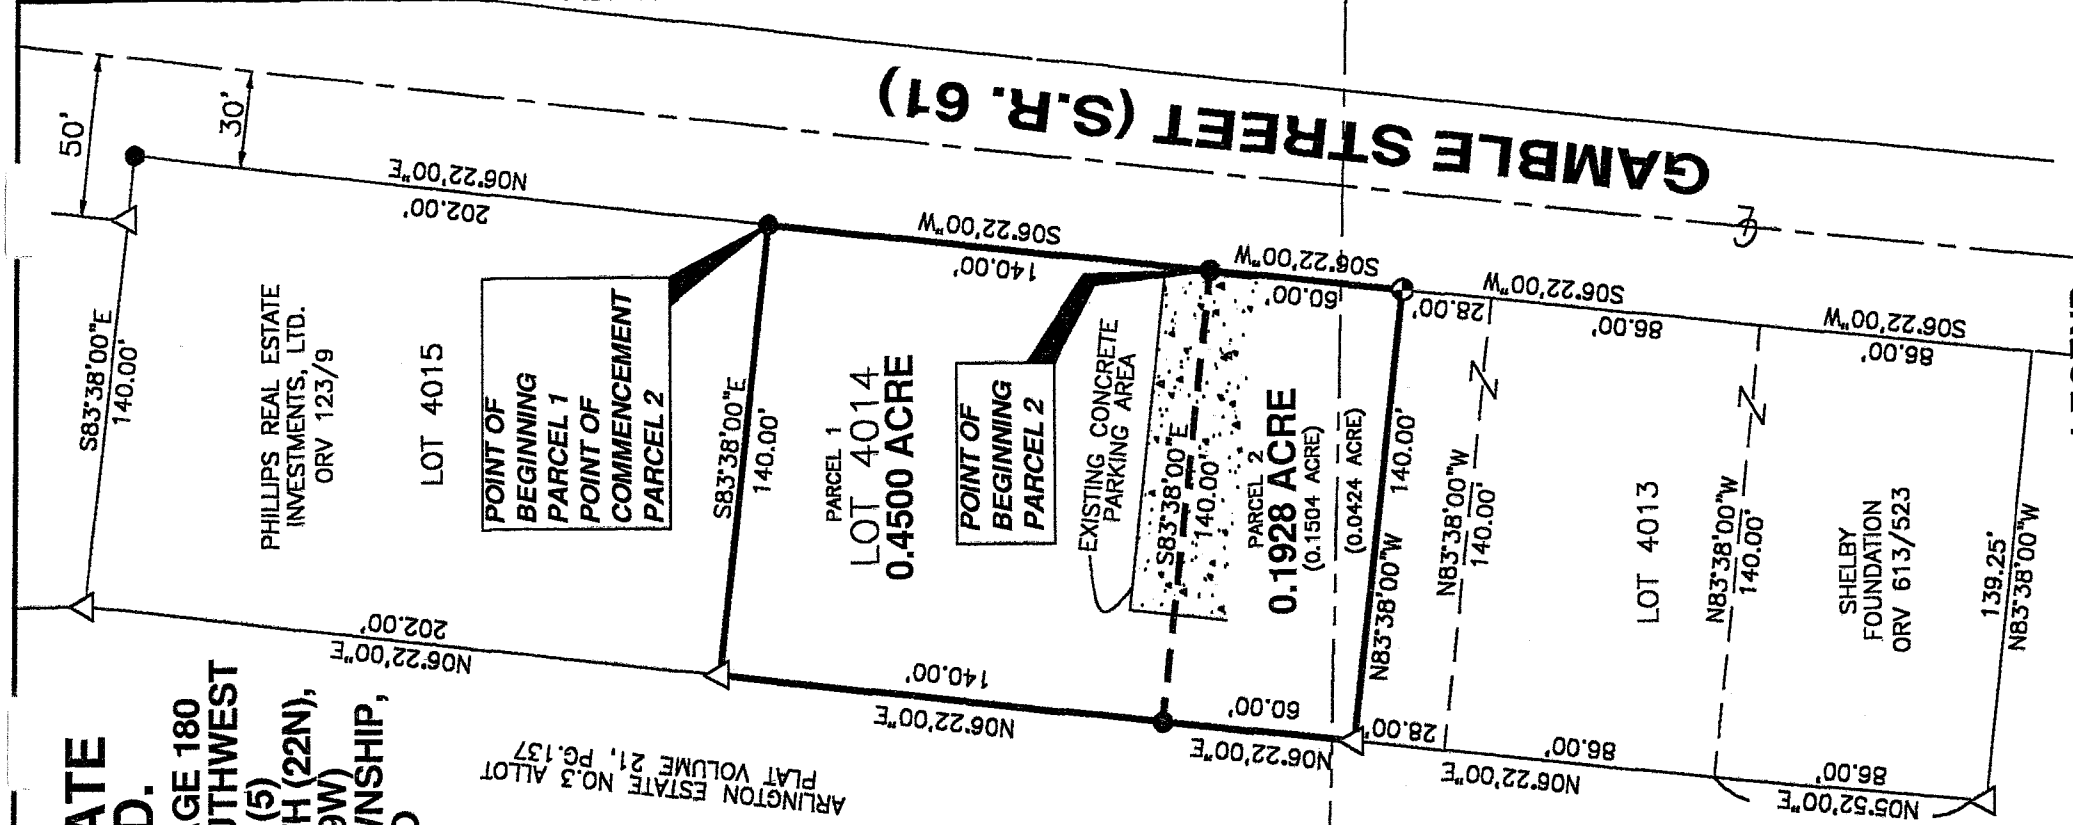 50'
30'
GAMBLE STREET (S.R. 61)
N06°22'00"E
202.00'
S83°38'00"E
140.00'
PHILLIPS REAL ESTATE
INVESTMENTS, LTD.
ORV 123/9
LOT 4015
202.00'
N06°22'00"E
POINT OF
BEGINNING
PARCEL 1
POINT OF
COMMENCEMENT
PARCEL 2
S06°22'00"W
140.00'
S83°38'00"E
140.00'
PARCEL 1
LOT 4014
0.4500 ACRE
140.00'
N06°22'00"E
POINT OF
BEGINNING
PARCEL 2
EXISTING CONCRETE
PARKING AREA
S83°38'00"E
140.00'
S06°22'00"W
60.00'
PARCEL 2
0.1928 ACRE
(0.1504 ACRE)
(0.0424 ACRE)
60.00'
N06°22'00"E
N83°38'00"W
140.00'
28.00'
28.00'
N83°38'00"W
140.00'
S06°22'00"W
86.00'
LOT 4013
86.00'
N06°22'00"E
N83°38'00"W
140.00'
S06°22'00"W
86.00'
SHELBY
FOUNDATION
ORV 613/523
86.00'
N05°52'00"E
139.25'
N83°38'00"W
ARLINGTON ESTATE NO.3 ALLOT
PLAT VOLUME 21, PG.137
ATE
D.
AGE 180
UTHWEST
(5)
TH (22N),
9W)
WNSHIP,